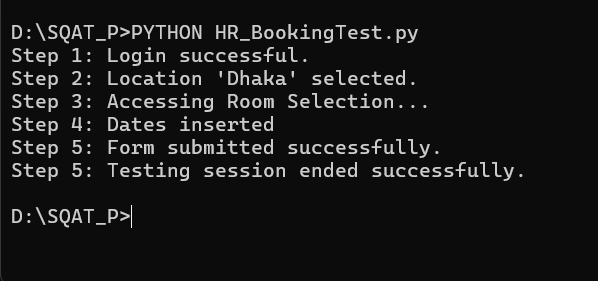 D:\SQAT_P>PYTHON HR_BookingTest.py
Step 1: Login successful.
Step 2: Location 'Dhaka' selected.
Step 3: Accessing Room Selection...
Step 4: Dates inserted
Step 5: Form submitted successfully.
Step 5: Testing session ended successfully.
D:\SQAT_P>